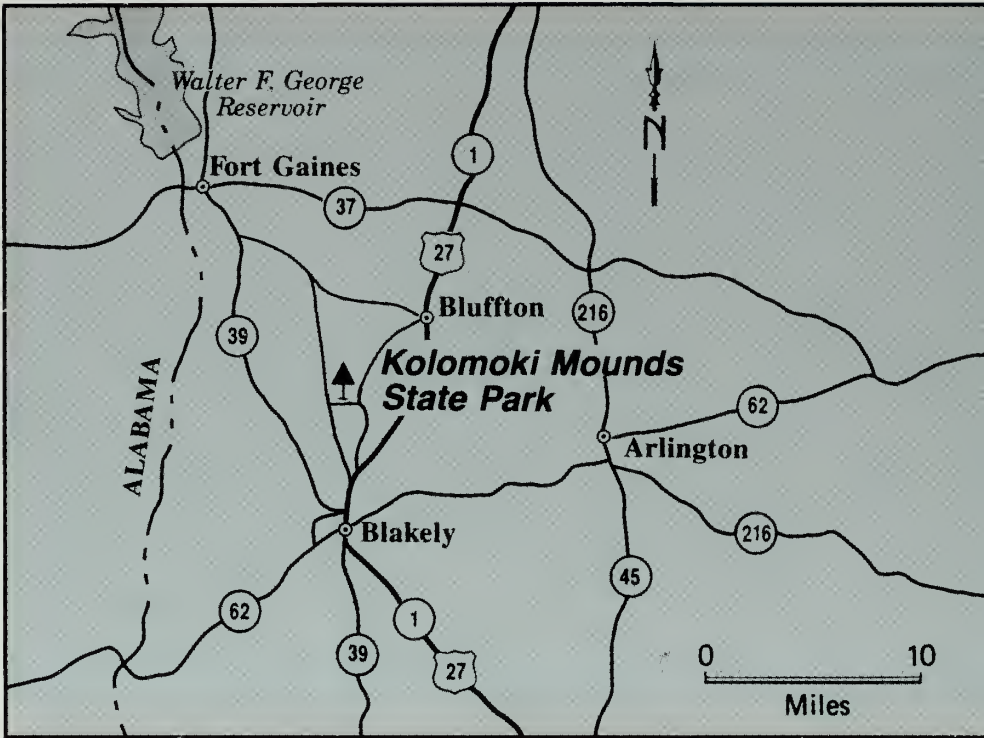 Walter F. George
Reservoir
N
1
Fort Gaines
37
27
Bluffton
216
39
Kolomoki Mounds
State Park
62
ALABAMA
Arlington
Blakely
216
45
62
1
39
27
0 10
Miles